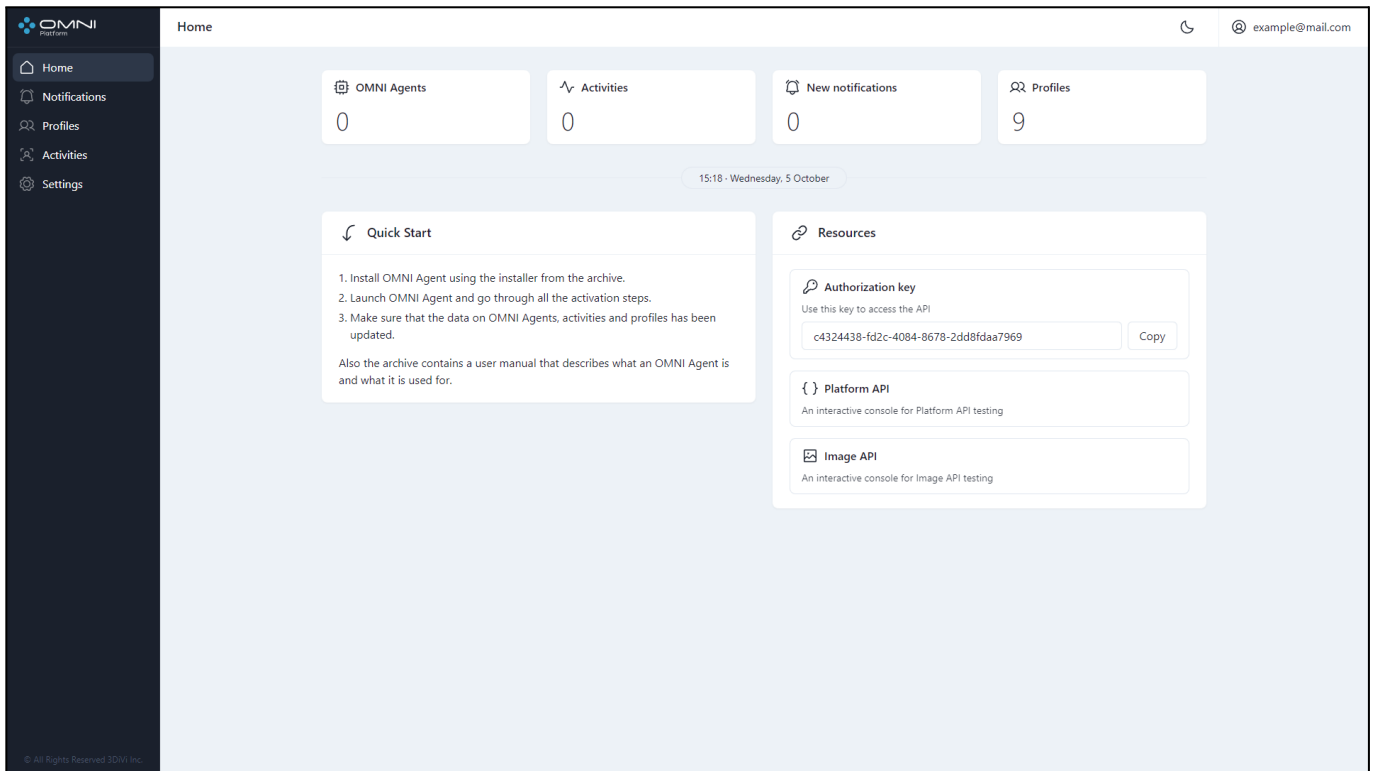 OMNI
Platform
Home
example@mail.com
Home
Notifications
Profiles
Activities
Settings
OMNI Agents
0
Activities
0
New notifications
0
Profiles
9
15:18 - Wednesday, 5 October
Quick Start
1. Install OMNI Agent using the installer from the archive.
2. Launch OMNI Agent and go through all the activation steps.
3. Make sure that the data on OMNI Agents, activities and profiles has been
updated.
Also the archive contains a user manual that describes what an OMNI Agent is
and what it is used for.
Resources
Authorization key
Use this key to access the API
c4324438-fd2c-4084-8678-2dd8fdaa7969
Copy
{ } Platform API
An interactive console for Platform API testing
Image API
An interactive console for Image API testing
© All Rights Reserved 3DiVi Inc.